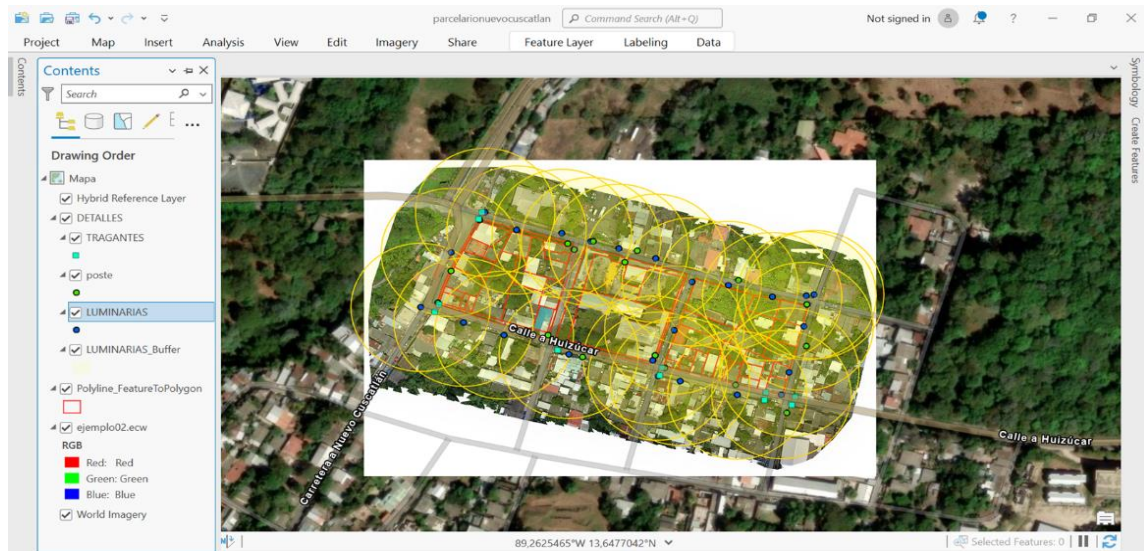 parcelarionuevocuscatlan
Command Search (Alt+Q)
Not signed in
?
Project Map Insert Analysis View Edit Imagery Share Feature Layer Labeling Data
Contents
Contents
Search
Drawing Order
Mapa
Hybrid Reference Layer
DETALLES
TRAGANTES
poste
LUMINARIAS
LUMINARIAS_Buffer
Polyline_FeatureToPolygon
ejemplo02.ecw
RGB
Red: Red
Green: Green
Blue: Blue
World Imagery
Calle a Huizúcar
Carretera a Nuevo Cuscatlán
Calle a Huizúcar
89,2625465°W 13,6477042°N
Selected Features: 0
Symbology
Create Features